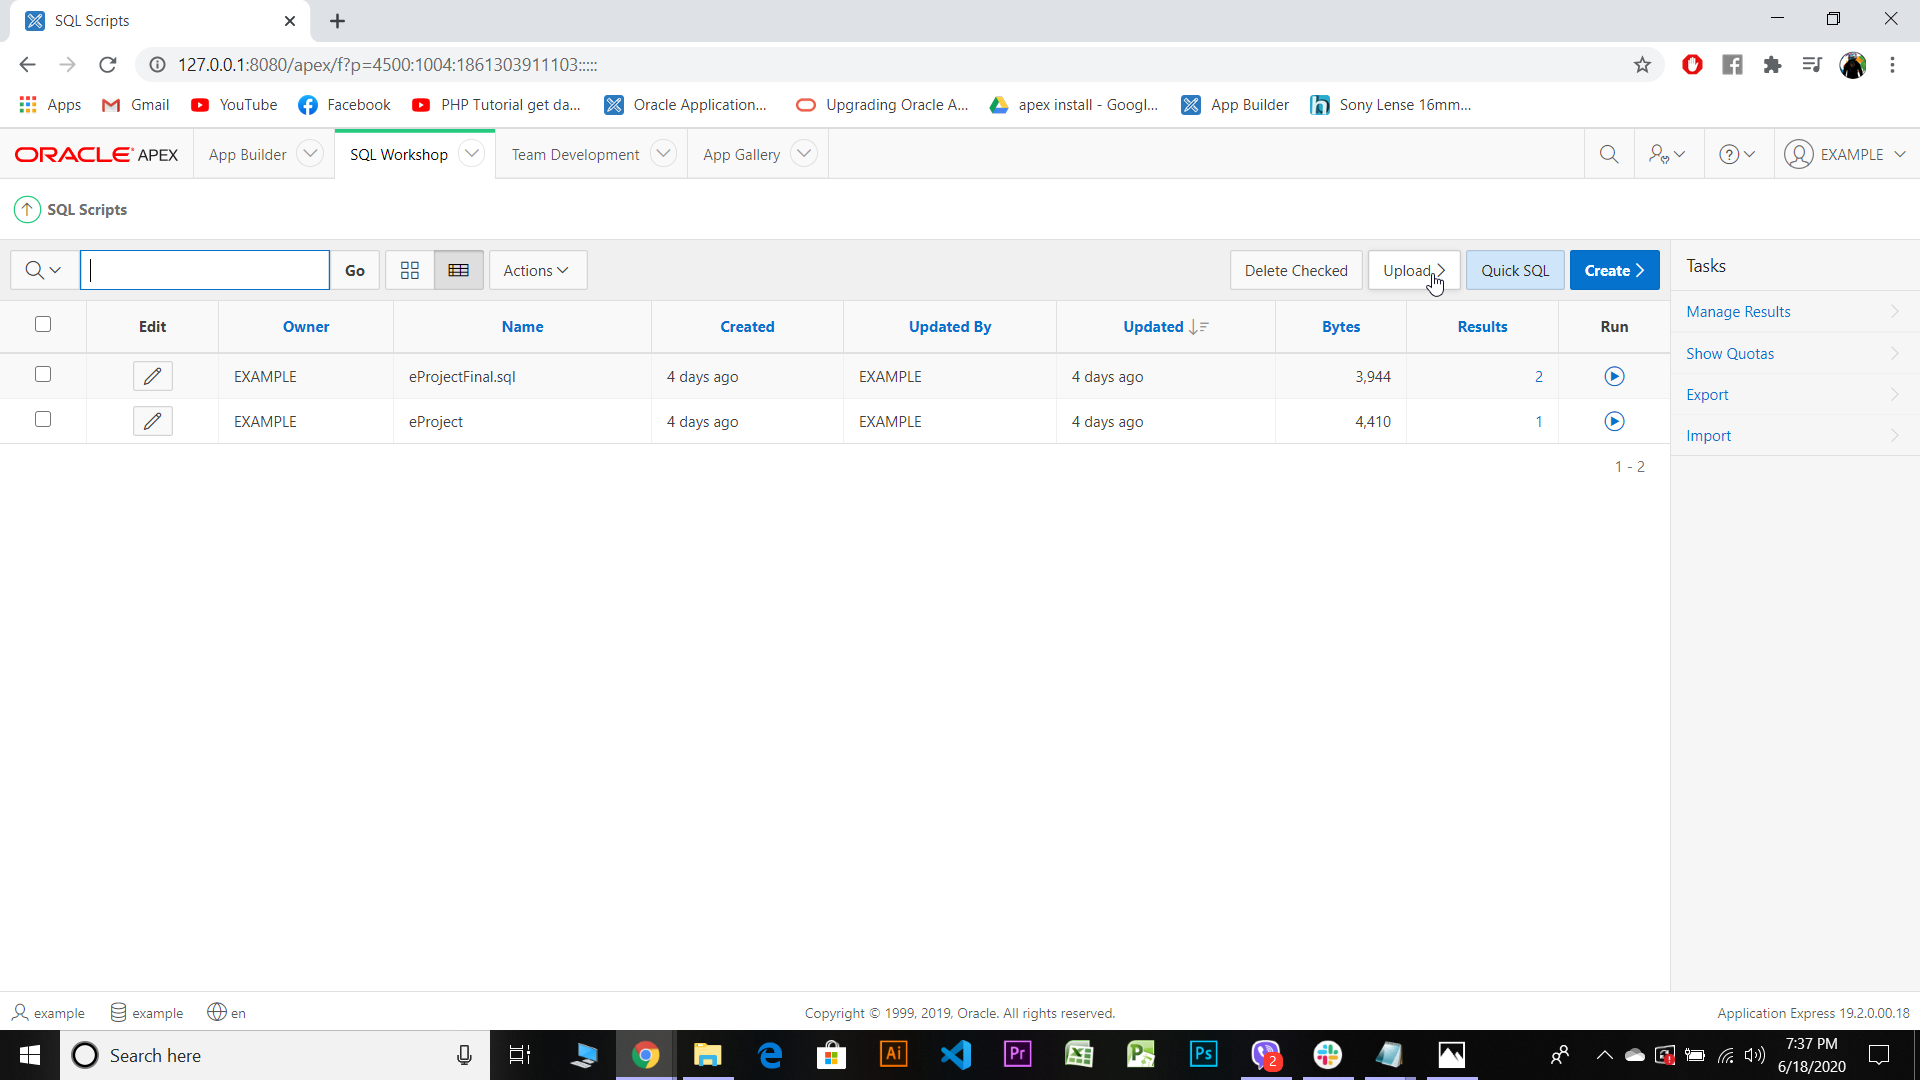 SQL Scripts
127.0.0.1:8080/apex/f?p=4500:1004:1861303911103:::::
Apps Gmail YouTube Facebook PHP Tutorial get da... Oracle Application... Upgrading Oracle A... apex install - Googl... App Builder Sony Lense 16mm...
ORACLE APEX App Builder SQL Workshop Team Development App Gallery EXAMPLE
SQL Scripts
Go Actions Delete Checked Upload Quick SQL Create Tasks
Edit Owner Name Created Updated By Updated Bytes Results Run
EXAMPLE eProjectFinal.sql 4 days ago EXAMPLE 4 days ago 3,944 2
EXAMPLE eProject 4 days ago EXAMPLE 4 days ago 4,410 1
1 - 2
Manage Results
Show Quotas
Export
Import
example example en Copyright © 1999, 2019, Oracle. All rights reserved. Application Express 19.2.0.00.18
Search here Ai Pr Ps 2 7:37 PM
6/18/2020